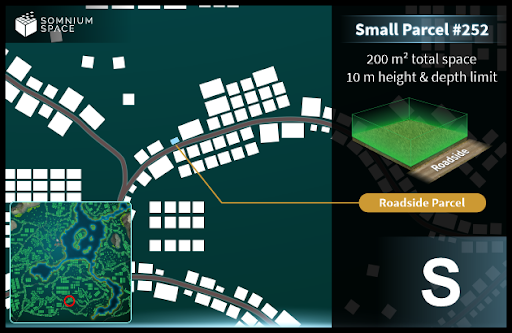 SOMNIUM
SPACE
Small Parcel #252
200 m² total space
10 m height & depth limit
Roadside
Roadside Parcel
S